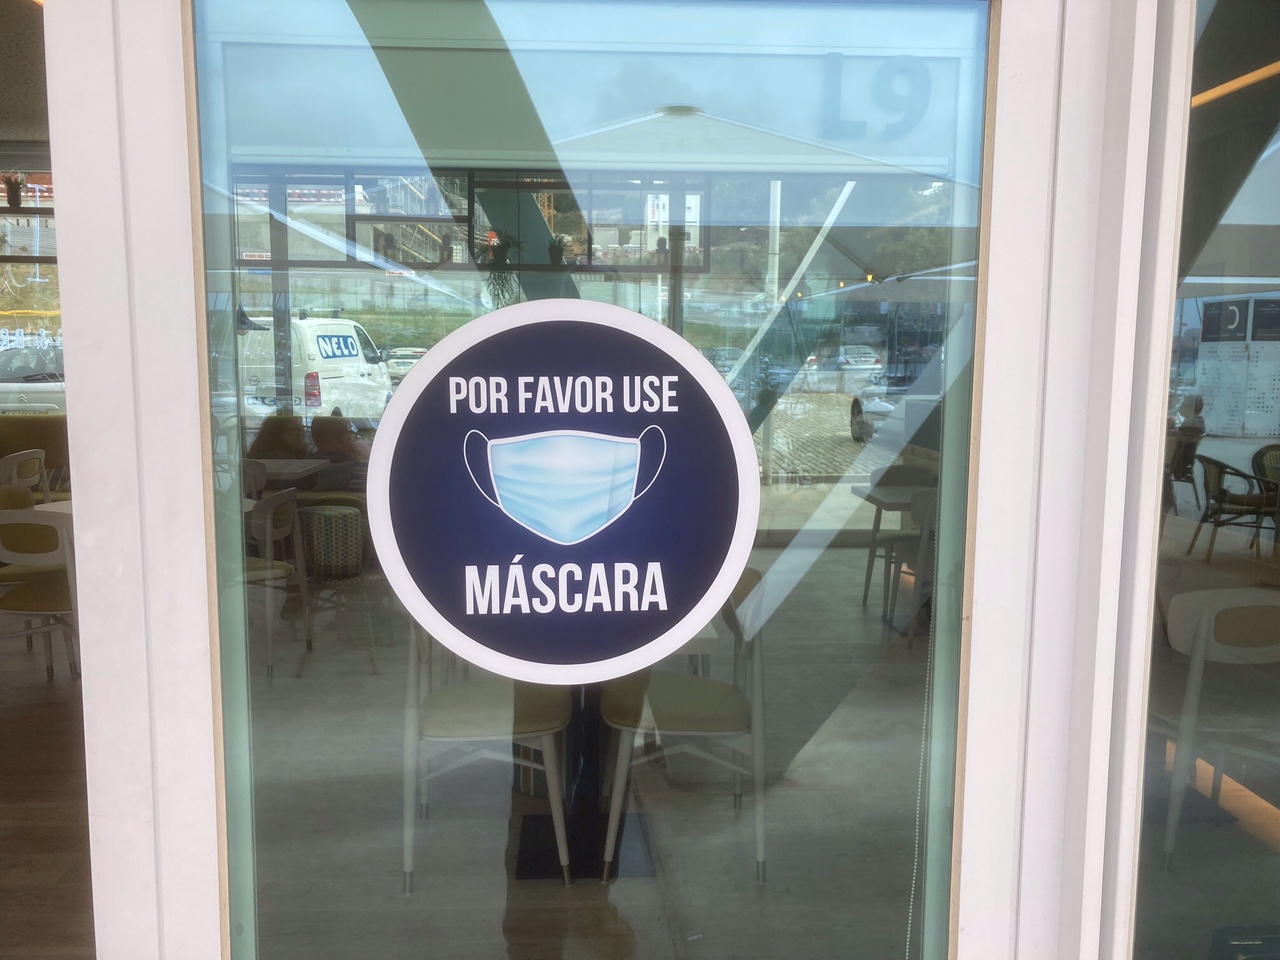 L9
NELO
POR FAVOR USE
MÁSCARA